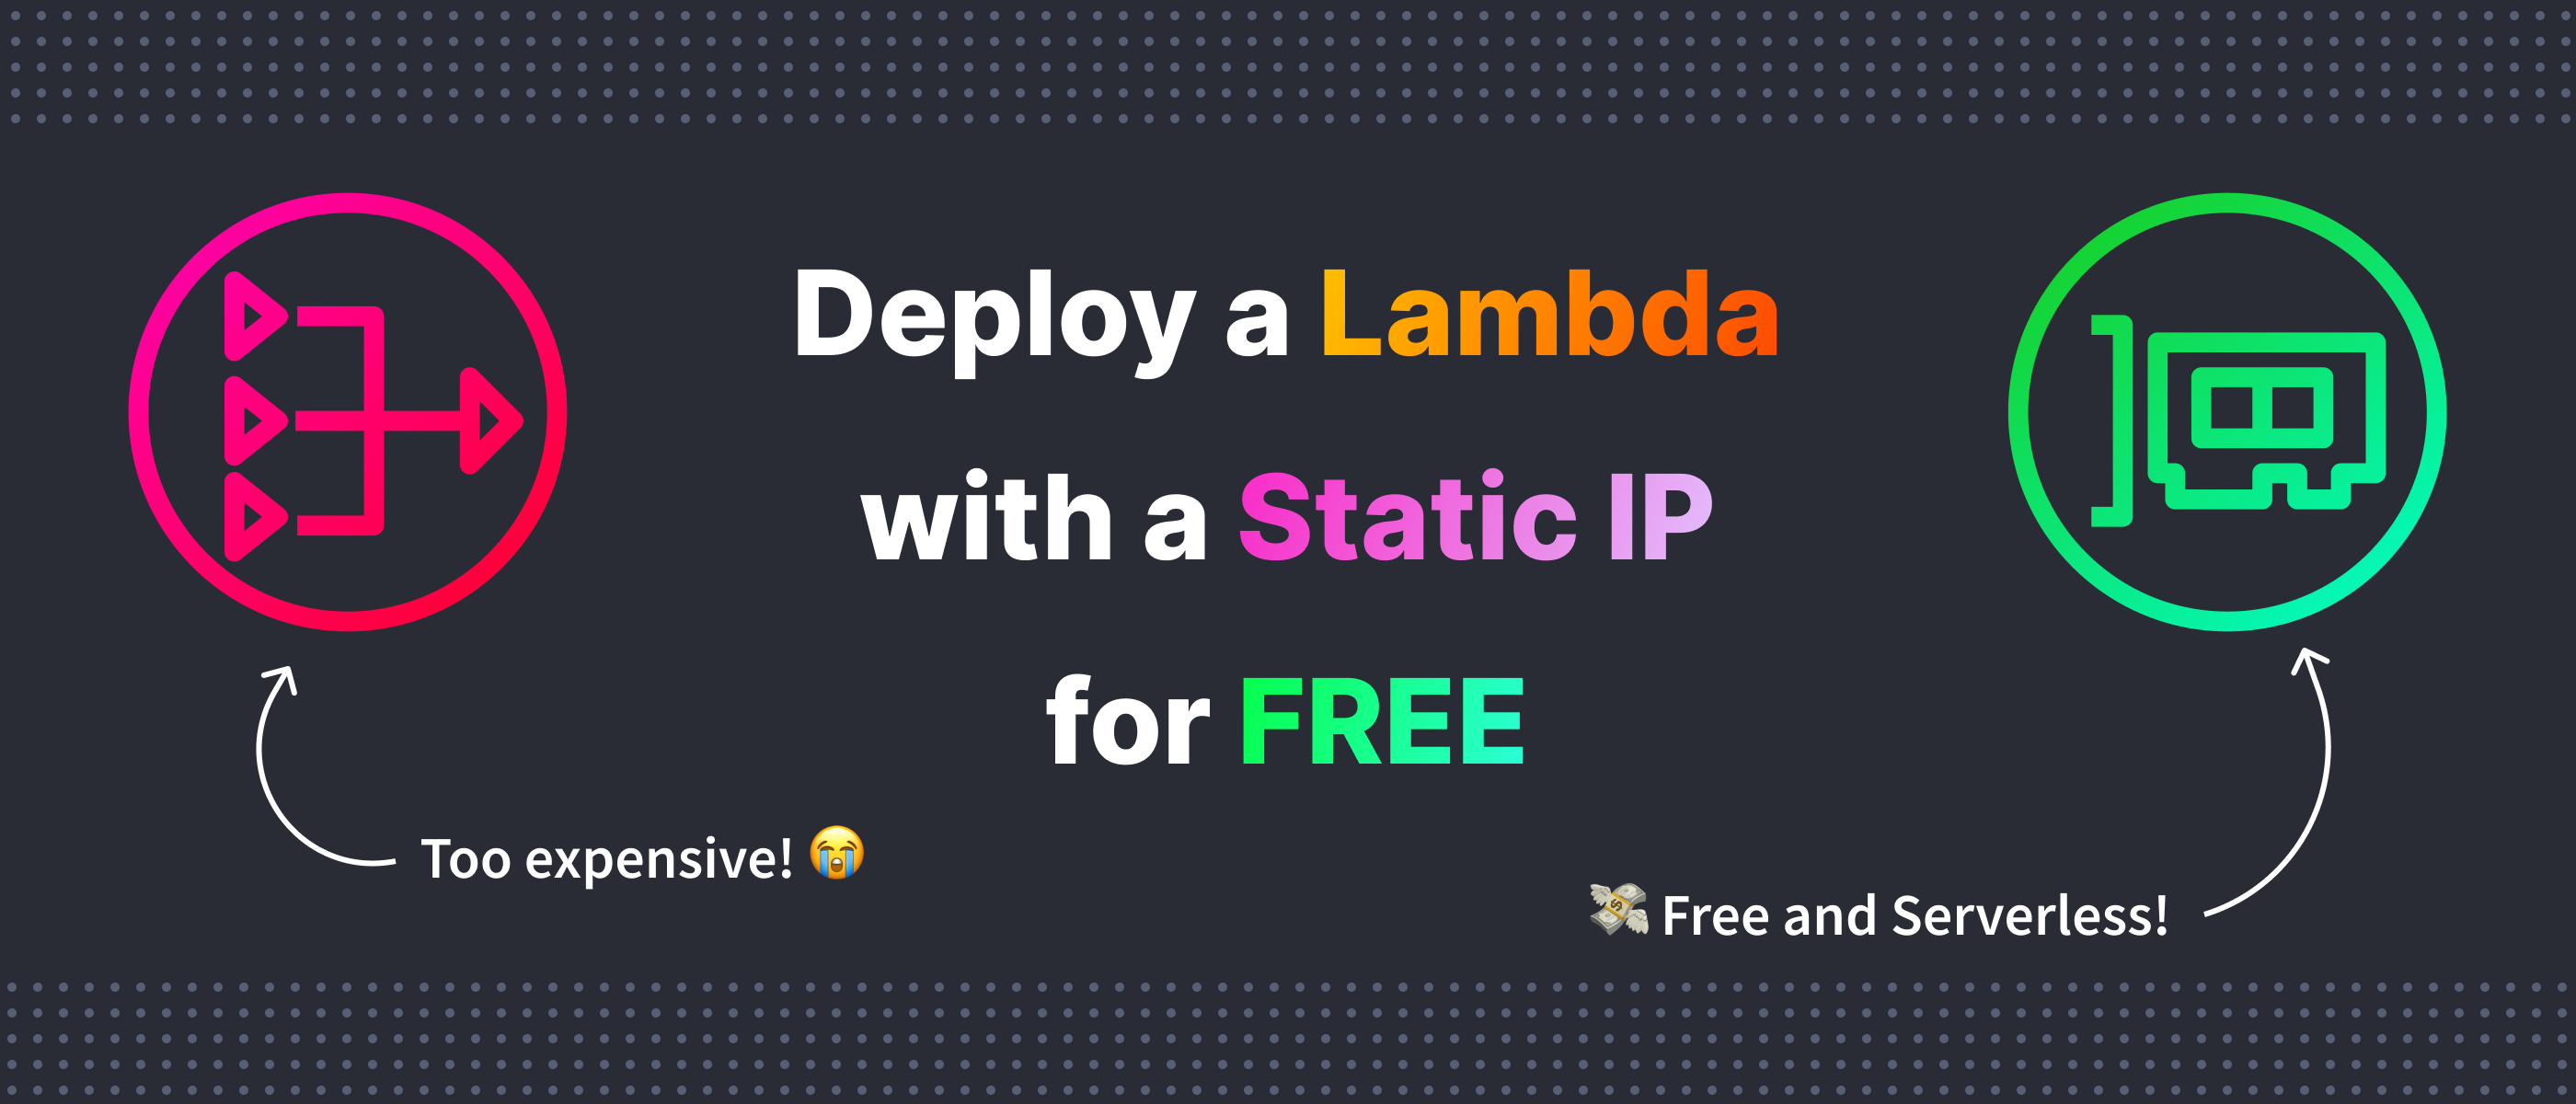 Deploy a Lambda
with a Static IP
for FREE
Too expensive! 😭
💸 Free and Serverless!